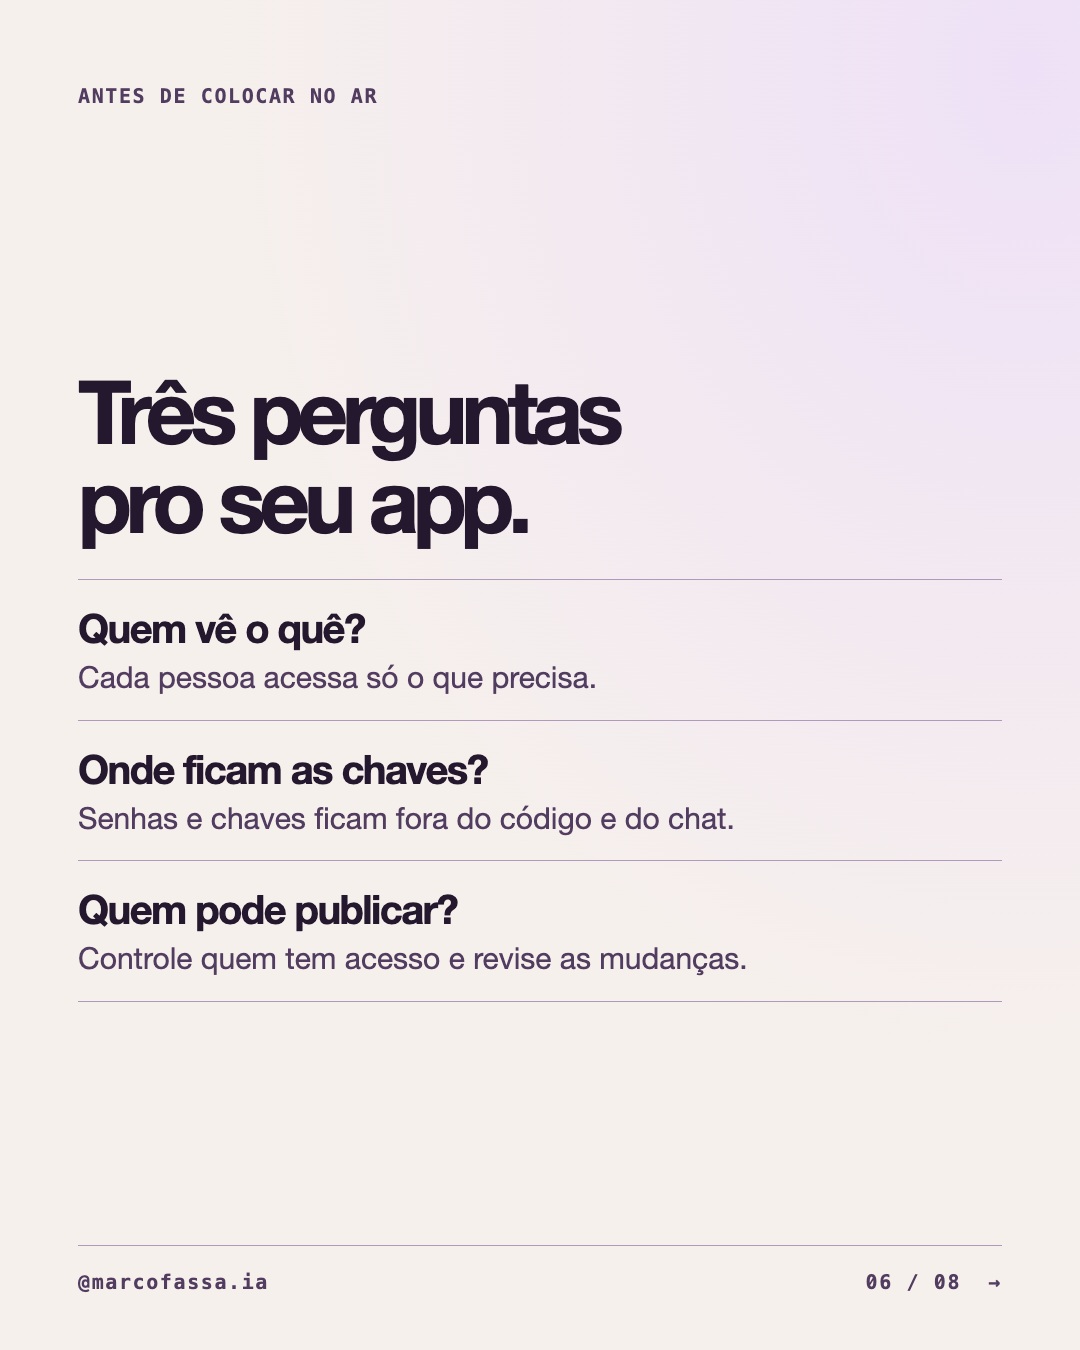 ANTES DE COLOCAR NO AR
Três perguntas
pro seu app.
Quem vê o quê?
Cada pessoa acessa só o que precisa.
Onde ficam as chaves?
Senhas e chaves ficam fora do código e do chat.
Quem pode publicar?
Controle quem tem acesso e revise as mudanças.
@marcofassa.ia
06 / 08 →